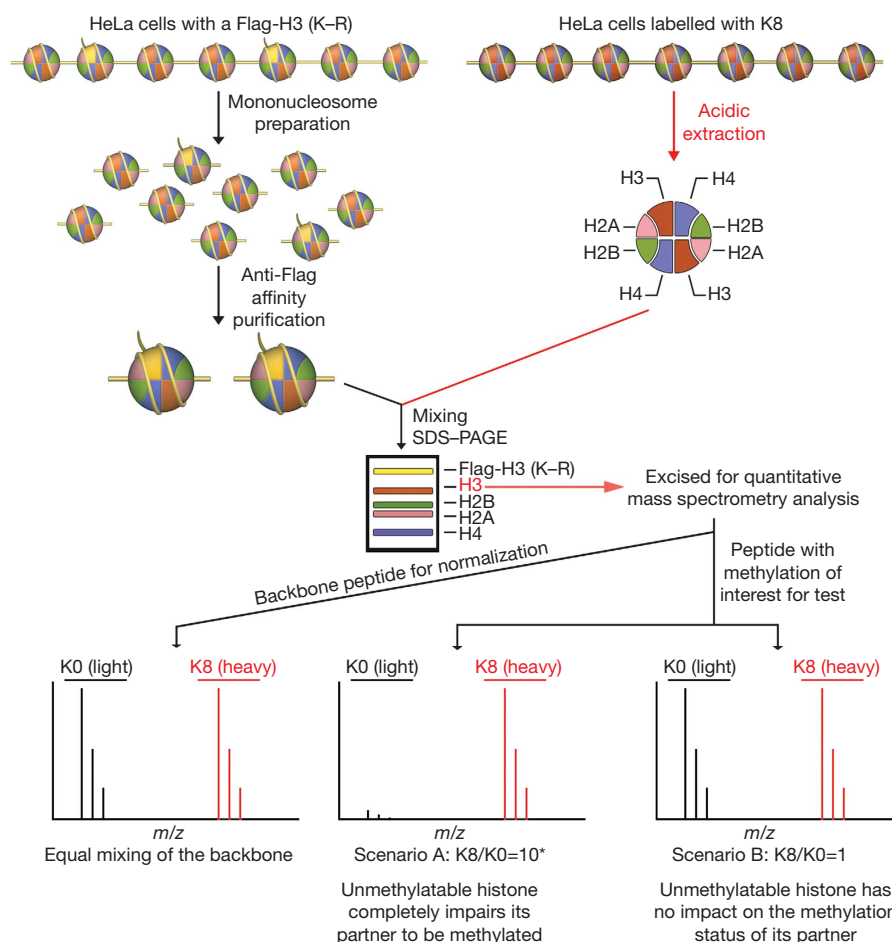 HeLa cells with a Flag-H3 (K–R)
HeLa cells labelled with K8
Mononucleosome
preparation
Acidic
extraction
H3
H4
H2A
H2B
H2B
H2A
H4
H3
Anti-Flag
affinity
purification
Mixing
SDS–PAGE
Flag-H3 (K–R)
H3
H2B
H2A
H4
Excised for quantitative
mass spectrometry analysis
Backbone peptide for normalization
Peptide with
methylation of
interest for test
K0 (light)
K8 (heavy)
m/z
Equal mixing of the backbone
K0 (light)
K8 (heavy)
m/z
Scenario A: K8/K0=10*
Unmethylatable histone
completely impairs its
partner to be methylated
K0 (light)
K8 (heavy)
m/z
Scenario B: K8/K0=1
Unmethylatable histone has
no impact on the methylation
status of its partner